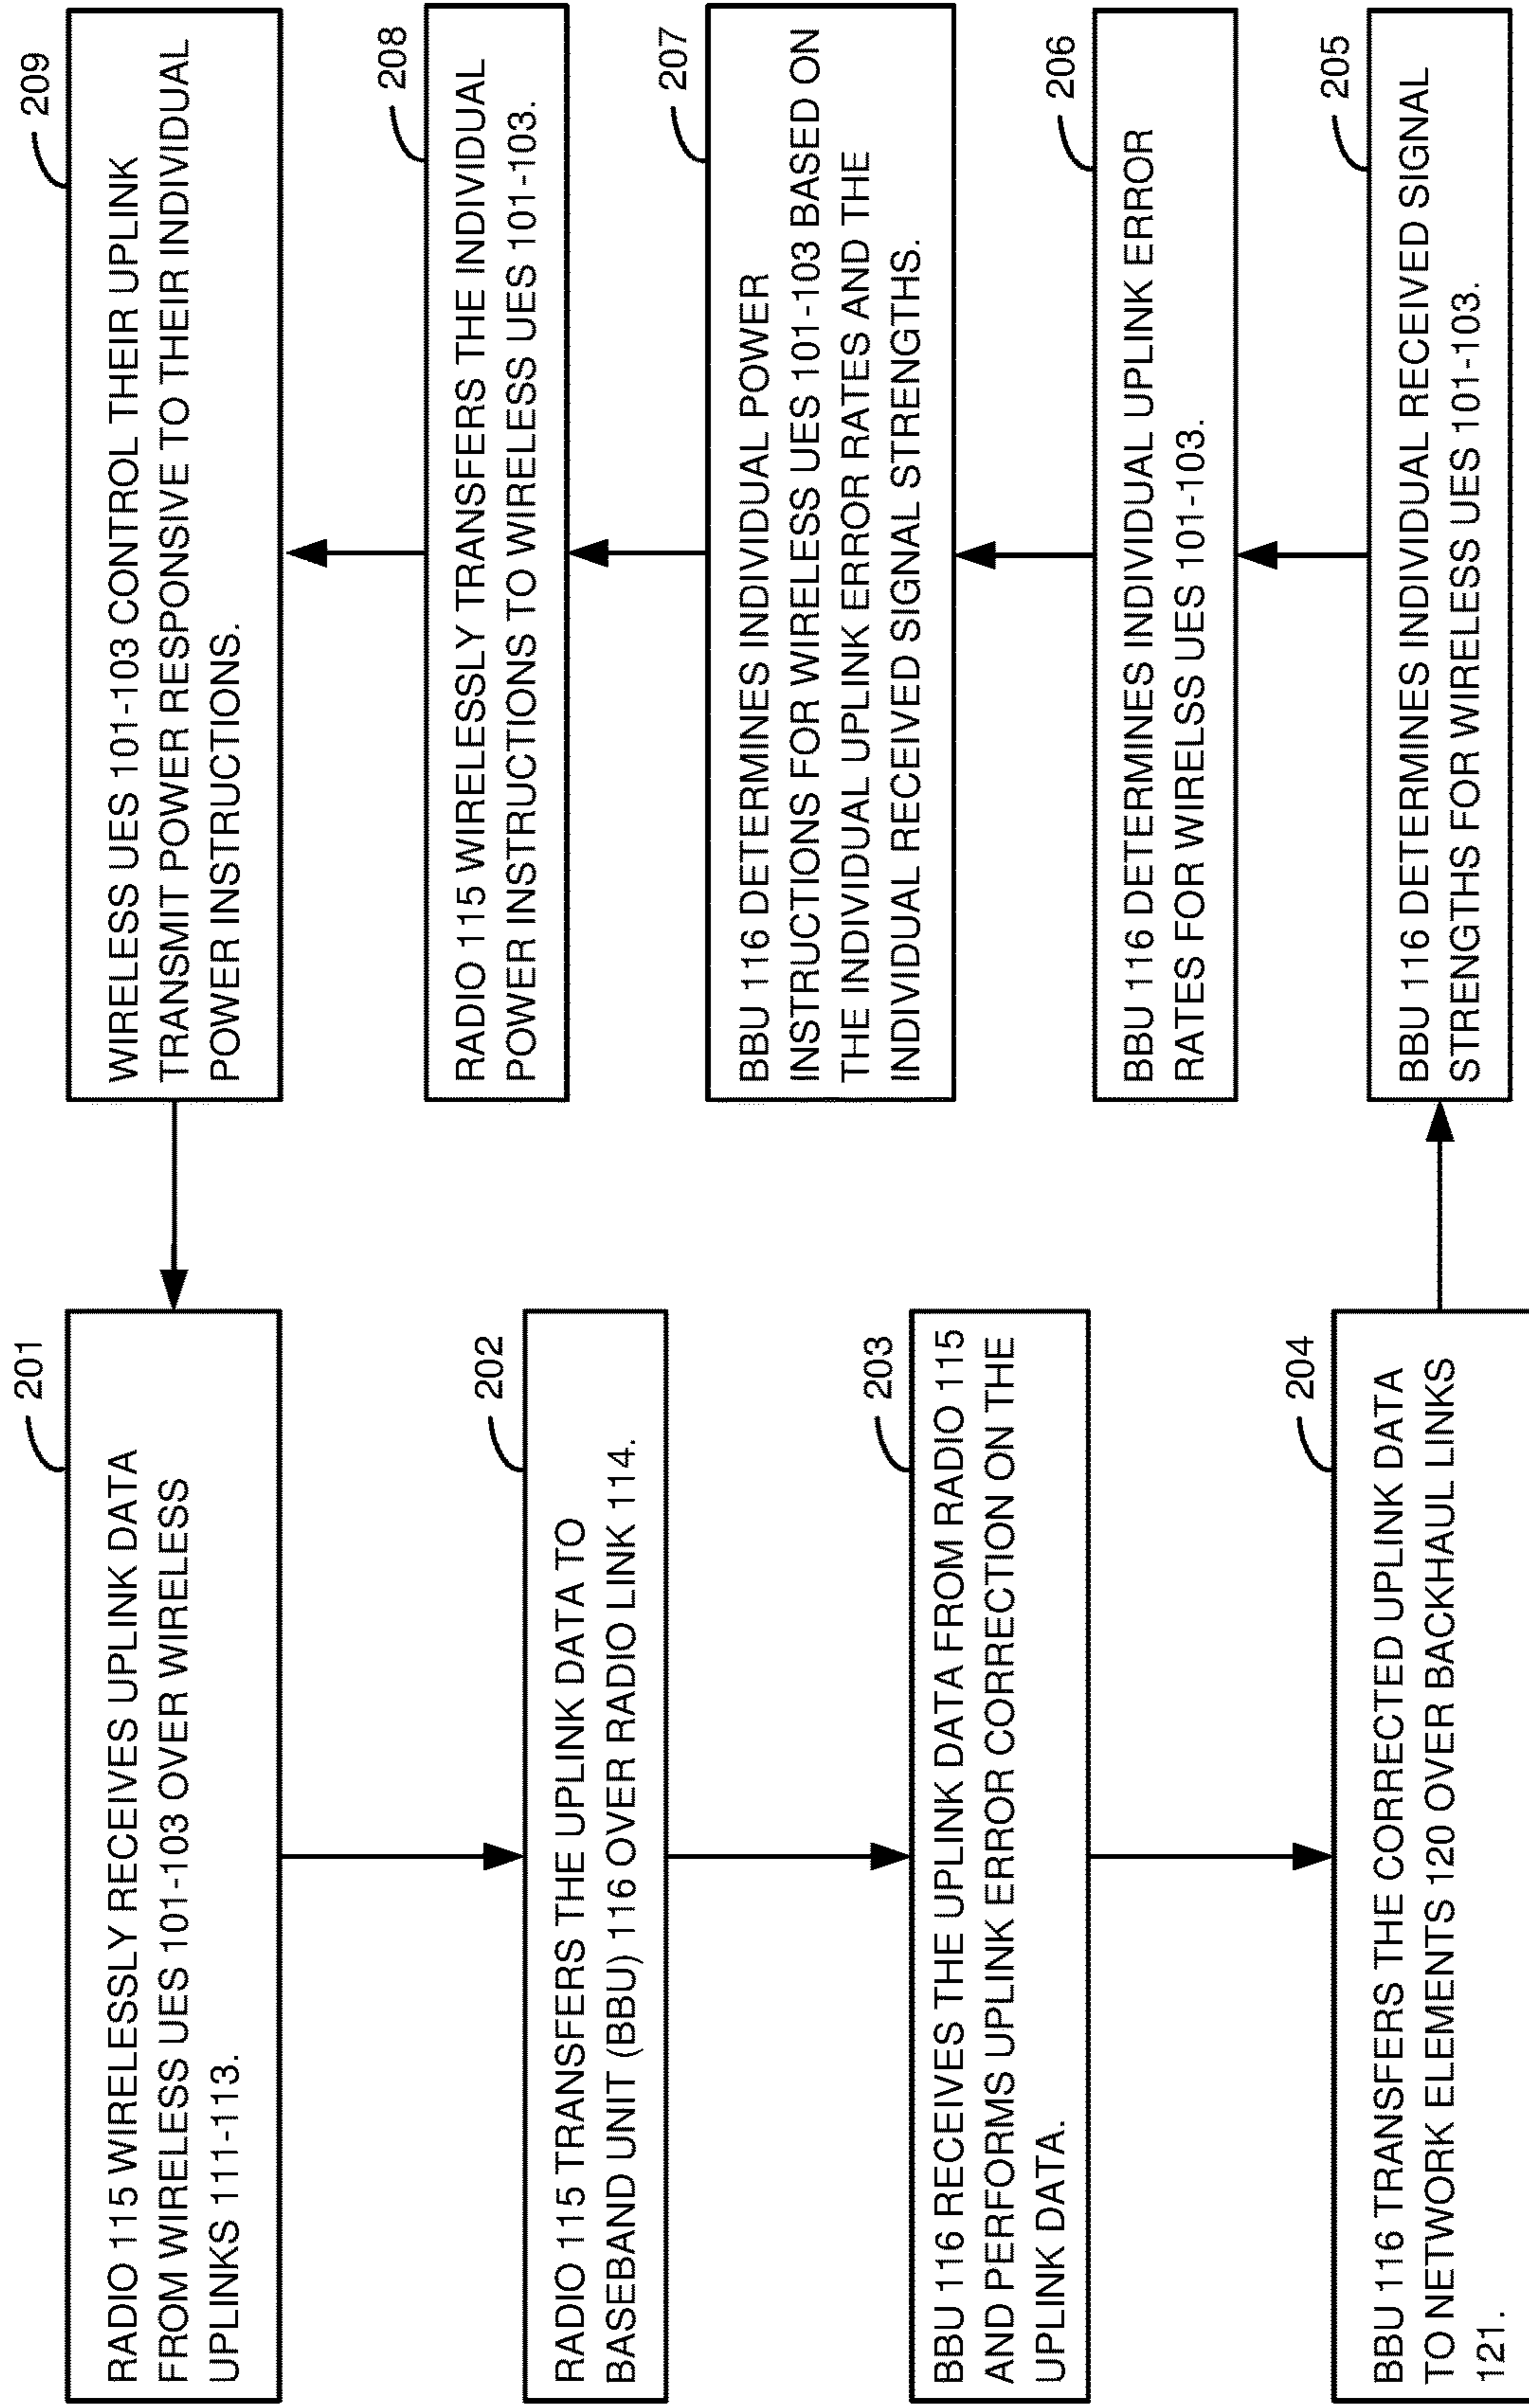 201
RADIO 115 WIRELESSLY RECEIVES UPLINK DATA
FROM WIRELESS UES 101-103 OVER WIRELESS
UPLINKS 111-113.
202
RADIO 115 TRANSFERS THE UPLINK DATA TO
BASEBAND UNIT (BBU) 116 OVER RADIO LINK 114.
203
BBU 116 RECEIVES THE UPLINK DATA FROM RADIO 115
AND PERFORMS UPLINK ERROR CORRECTION ON THE
UPLINK DATA.
204
BBU 116 TRANSFERS THE CORRECTED UPLINK DATA
TO NETWORK ELEMENTS 120 OVER BACKHAUL LINKS
121.
205
BBU 116 DETERMINES INDIVIDUAL RECEIVED SIGNAL
STRENGTHS FOR WIRELESS UES 101-103.
206
BBU 116 DETERMINES INDIVIDUAL UPLINK ERROR
RATES FOR WIRELSS UES 101-103.
207
BBU 116 DETERMINES INDIVIDUAL POWER
INSTRUCTIONS FOR WIRELESS UES 101-103 BASED ON
THE INDIVIDUAL UPLINK ERROR RATES AND THE
INDIVIDUAL RECEIVED SIGNAL STRENGTHS.
208
RADIO 115 WIRELESSLY TRANSFERS THE INDIVIDUAL
POWER INSTRUCTIONS TO WIRELESS UES 101-103.
209
WIRELESS UES 101-103 CONTROL THEIR UPLINK
TRANSMIT POWER RESPONSIVE TO THEIR INDIVIDUAL
POWER INSTRUCTIONS.